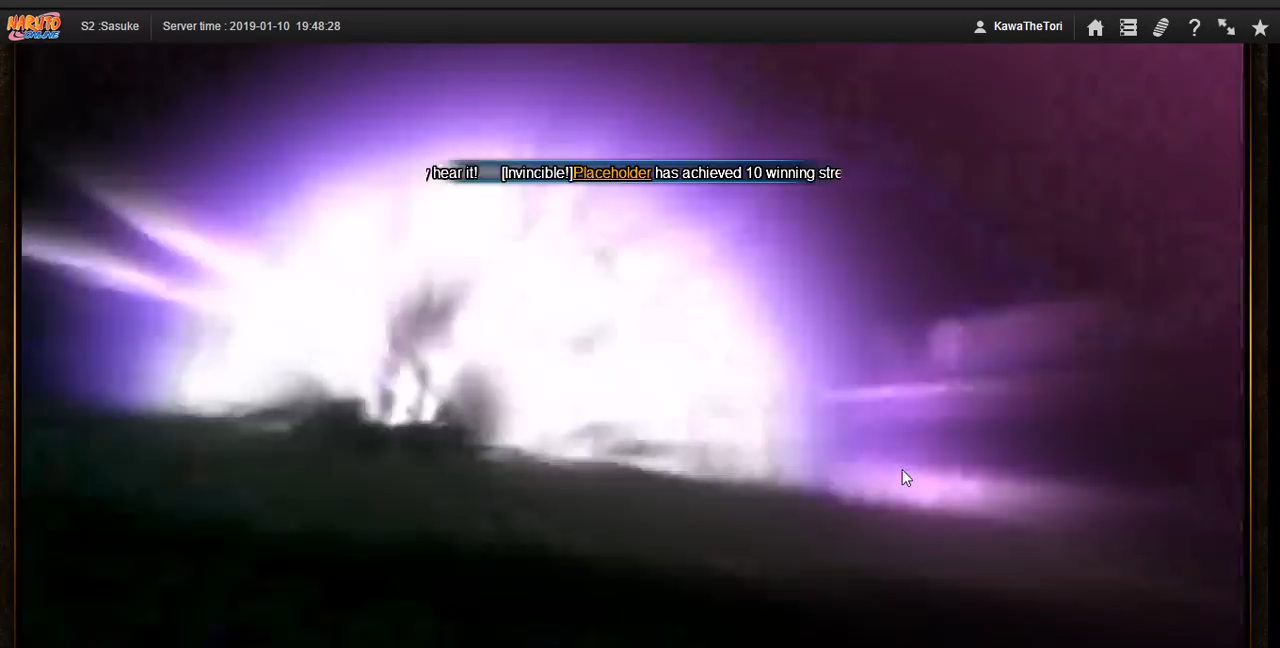 NARUTO ONLINE
S2 :Sasuke
Server time : 2019-01-10 19:48:28
KawaTheTori
?
hear it! [Invincible!]Placeholder has achieved 10 winning stre